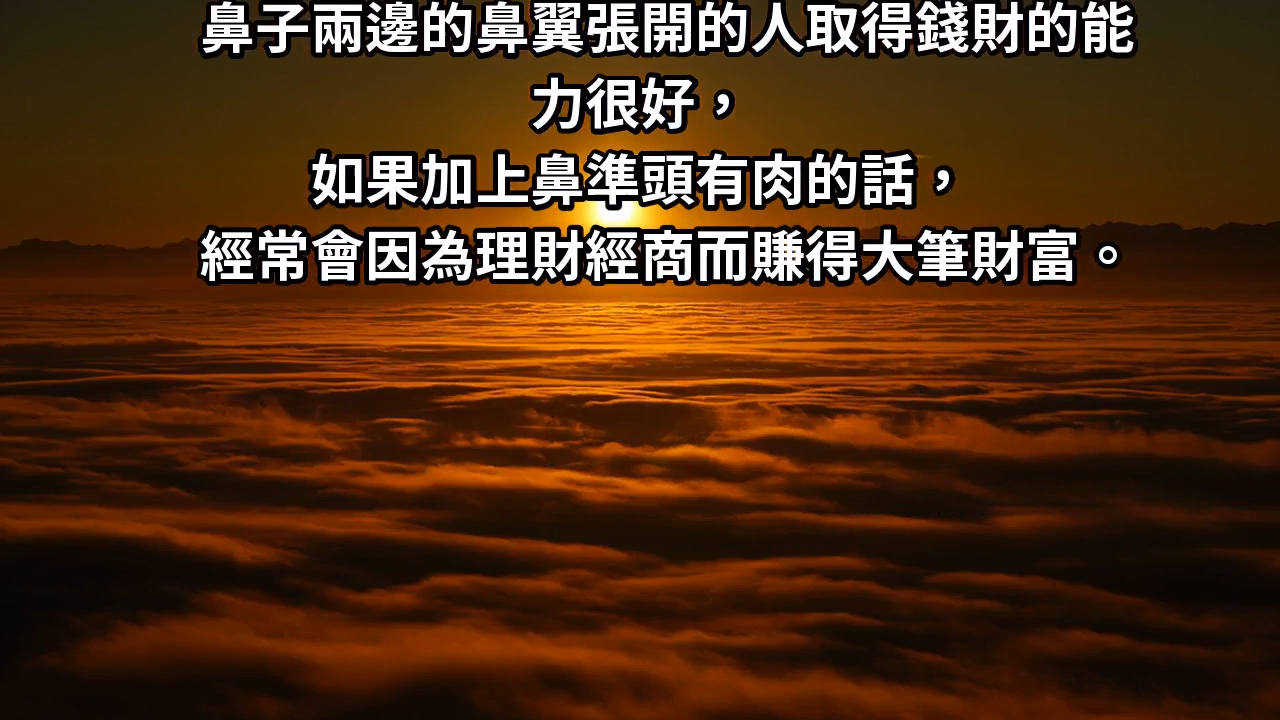 鼻子兩邊的鼻翼張開的人取得錢財的能
力很好，
如果加上鼻準頭有肉的話，
經常會因為理財經商而賺得大筆財富。